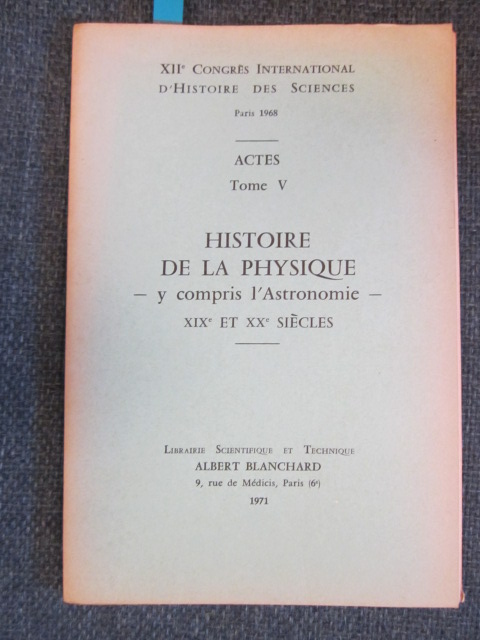 XIIe Congrès International
d'Histoire des Sciences
Paris 1968
ACTES
Tome V
HISTOIRE
DE LA PHYSIQUE
— y compris l'Astronomie —
XIXe ET XXe SIÈCLES
Librairie Scientifique et Technique
ALBERT BLANCHARD
9, rue de Médicis, Paris (6e)
1971